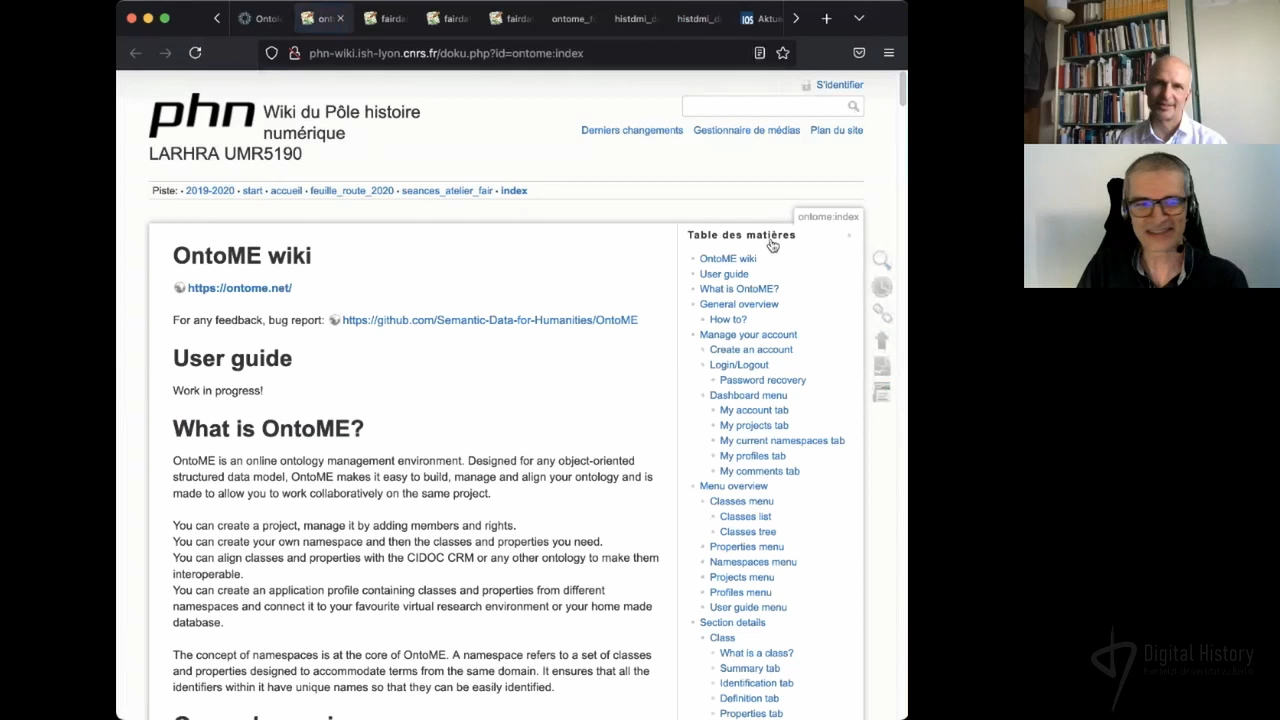 Ontolo
ont
fairda
fairda
fairda
ontome_f
histdmi_d
histdmi_d
IOS Aktue
phn-wiki.ish-lyon.cnrs.fr/doku.php?id=ontome:index
S'identifier
phn Wiki du Pôle histoire
numérique
LARHRA UMR5190
Derniers changements Gestionnaire de médias Plan du site
Piste: • 2019-2020 • start • accueil • feuille_route_2020 • seances_atelier_fair • index
ontome:index
OntoME wiki
https://ontome.net/
For any feedback, bug report: https://github.com/Semantic-Data-for-Humanities/OntoME
User guide
Work in progress!
What is OntoME?
OntoME is an online ontology management environment. Designed for any object-oriented
structured data model, OntoME makes it easy to build, manage and align your ontology and is
made to allow you to work collaboratively on the same project.
You can create a project, manage it by adding members and rights.
You can create your own namespace and then the classes and properties you need.
You can align classes and properties with the CIDOC CRM or any other ontology to make them
interoperable.
You can create an application profile containing classes and properties from different
namespaces and connect it to your favourite virtual research environment or your home made
database.
The concept of namespaces is at the core of OntoME. A namespace refers to a set of classes
and properties designed to accommodate terms from the same domain. It ensures that all the
identifiers within it have unique names so that they can be easily identified.
Table des matières
OntoME wiki
User guide
What is OntoME?
General overview
How to?
Manage your account
Create an account
Login/Logout
Password recovery
Dashboard menu
My account tab
My projects tab
My current namespaces tab
My profiles tab
My comments tab
Menu overview
Classes menu
Classes list
Classes tree
Properties menu
Namespaces menu
Projects menu
Profiles menu
User guide menu
Section details
Class
What is a class?
Summary tab
Identification tab
Definition tab
Properties tab
Digital History